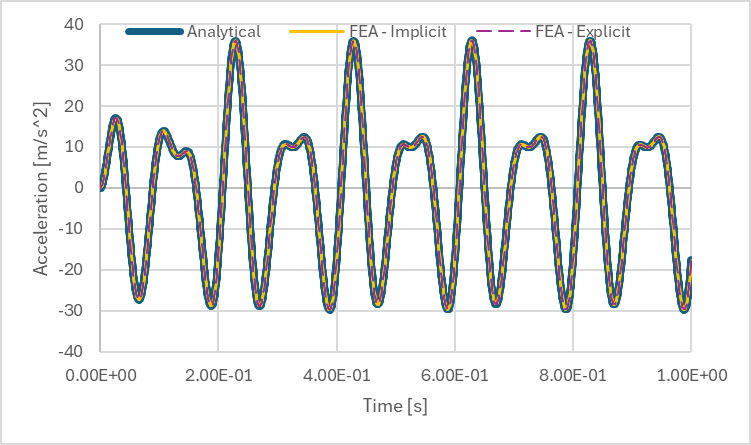 Analytical FEA - Implicit FEA - Explicit
40
30
20
10
0
-10
-20
-30
-40
Acceleration [m/s^2]
0.00E+00 2.00E-01 4.00E-01 6.00E-01 8.00E-01 1.00E+00
Time [s]